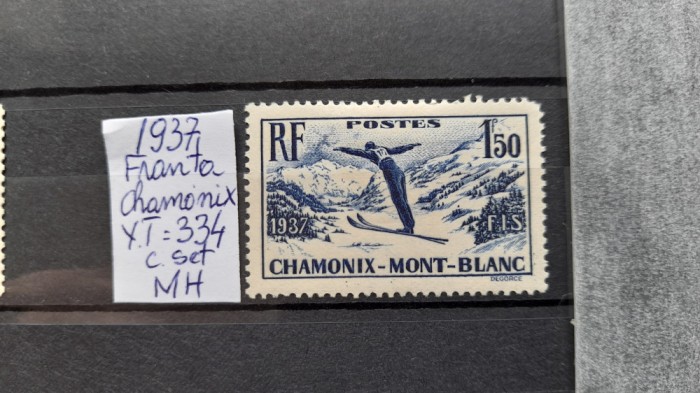 1937
Franta
Chamonix
Y.T=334
c. set
MH
POSTES
RF 1F50
1937 F.I.S
CHAMONIX-MONT-BLANC
DEGORCE